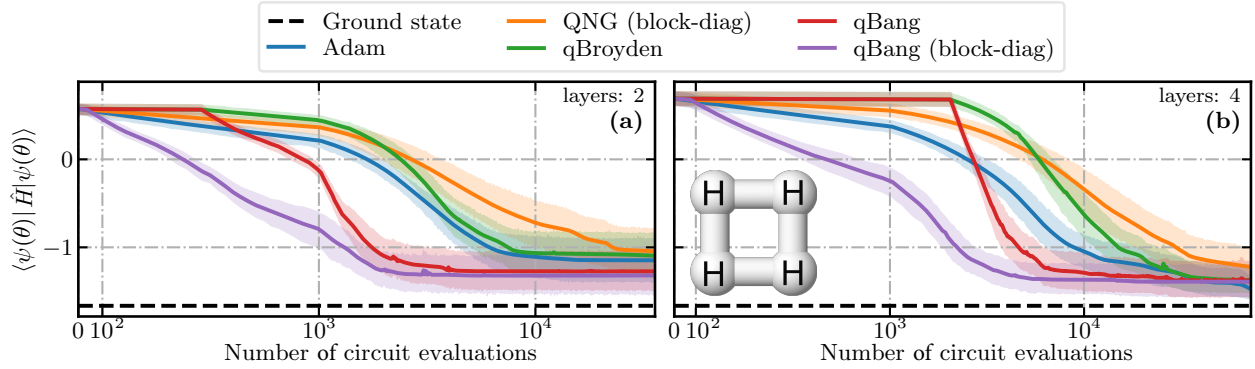 Ground state
Adam
QNG (block-diag)
qBroyden
qBang
qBang (block-diag)
⟨ψ(θ)|Ĥ|ψ(θ)⟩
0
−1
layers: 2
(a)
0 10² 10³ 10⁴
Number of circuit evaluations
layers: 4
(b)
H H
H H
0 10² 10³ 10⁴
Number of circuit evaluations